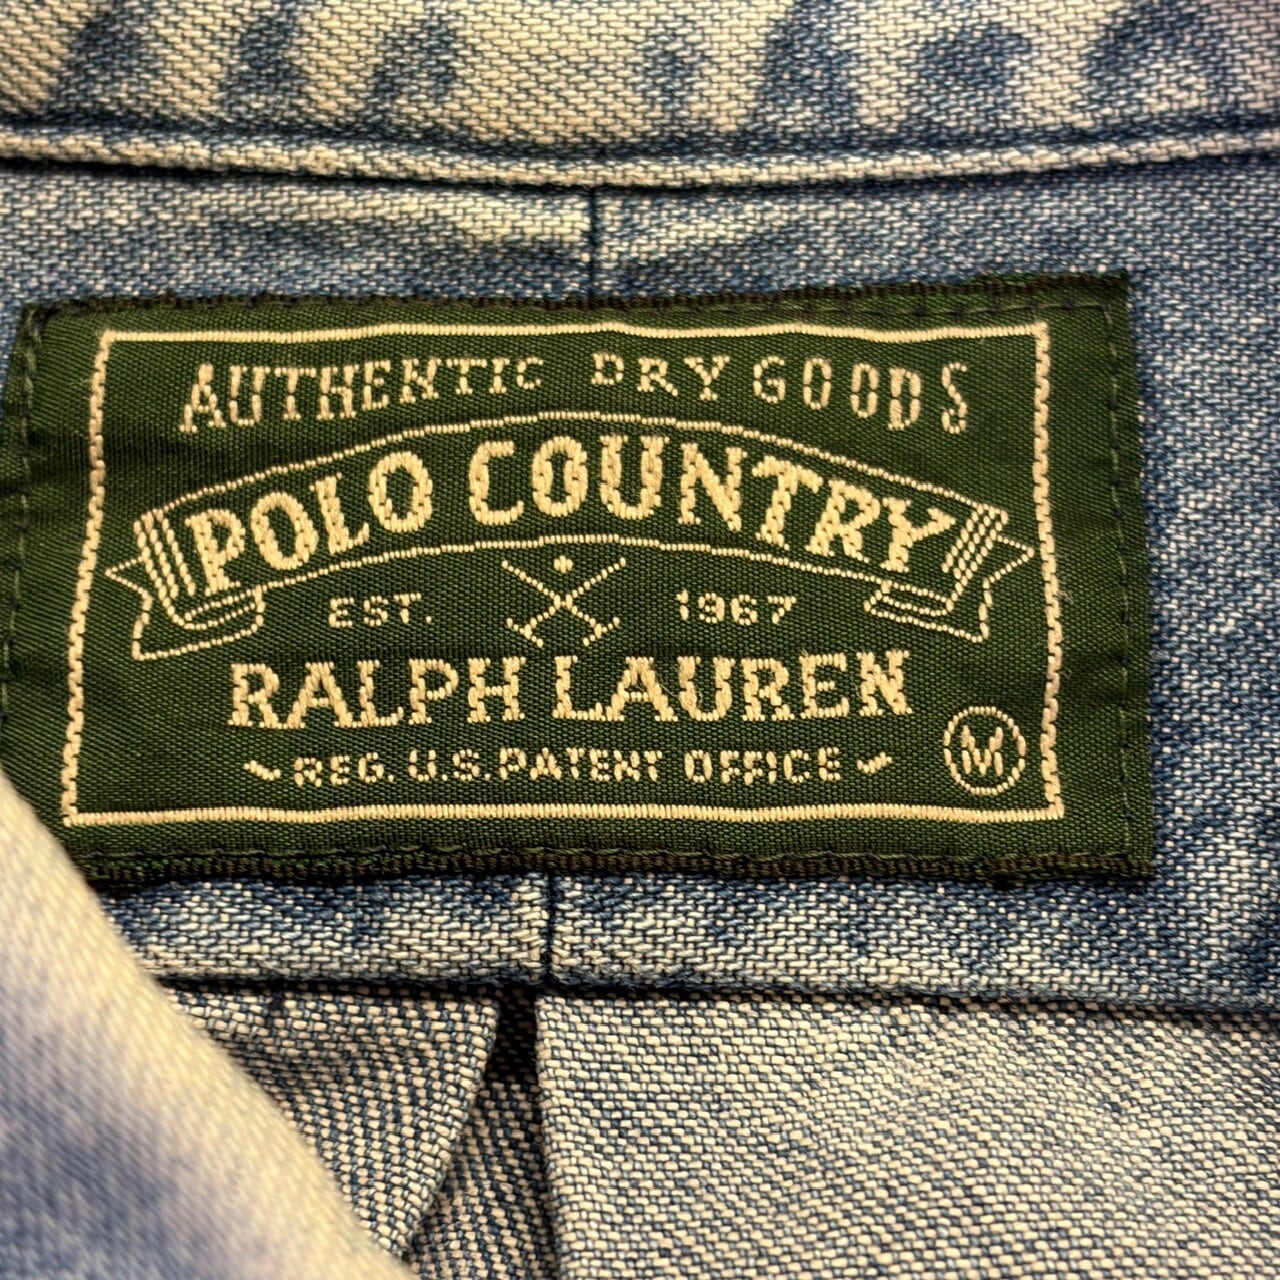 AUTHENTIC DRY GOODS
POLO COUNTRY
EST. 1967
RALPH LAUREN
REG. U.S. PATENT OFFICE
M